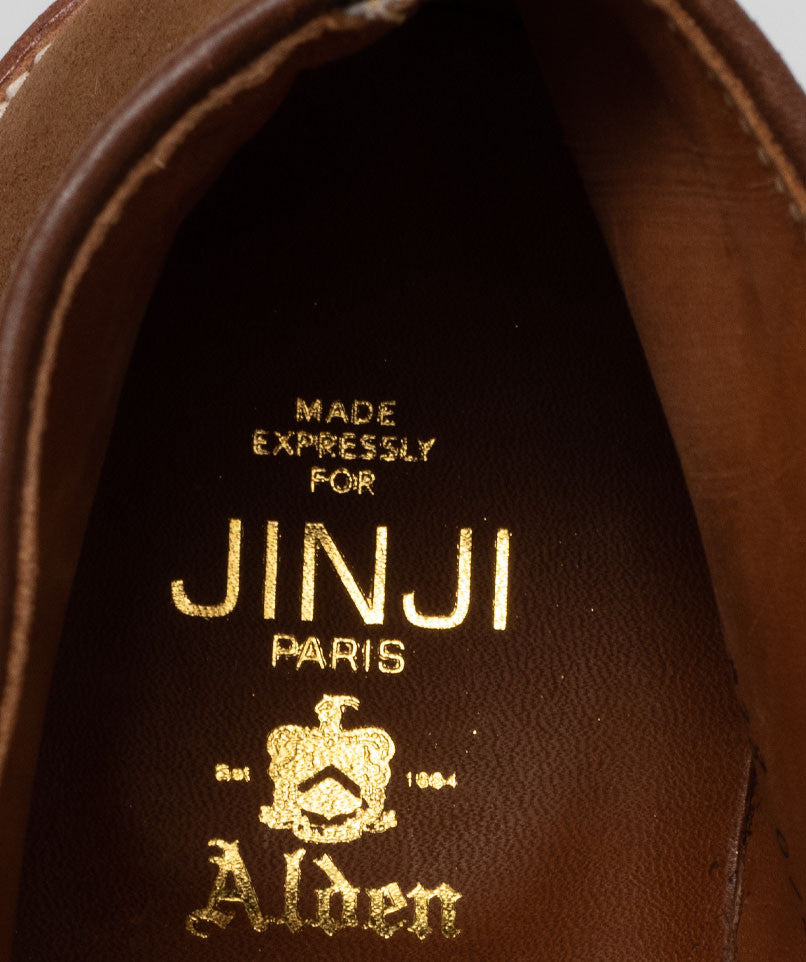 MADE
EXPRESSLY
FOR
JINJI
PARIS
Est 1884
Alden